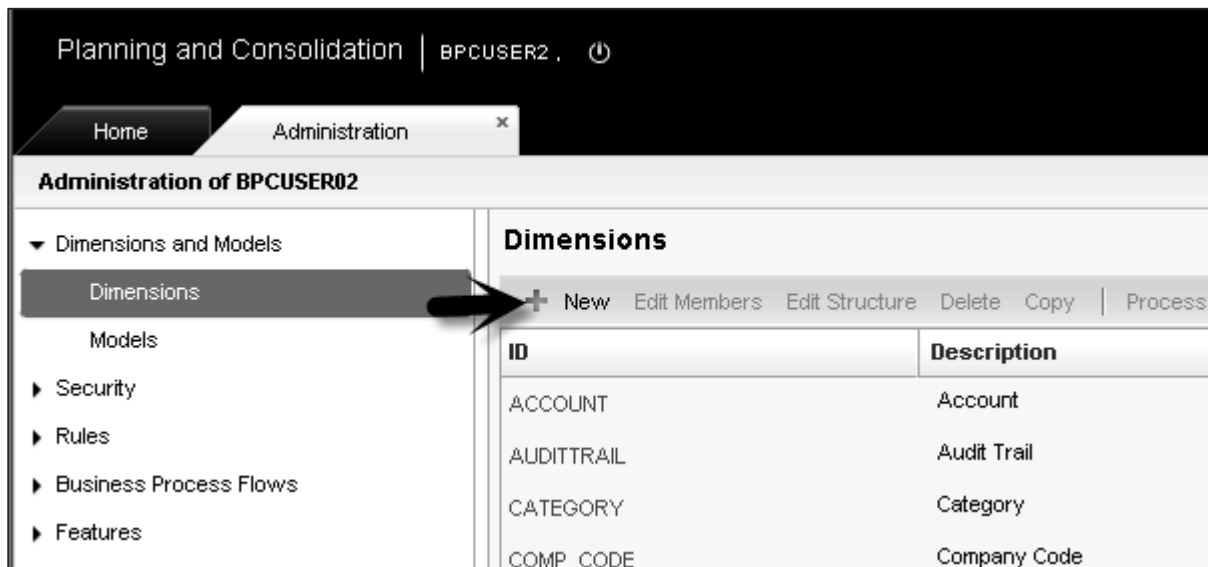 Planning and Consolidation | BPCUSER2 ,
Home Administration ×
Administration of BPCUSER02
Dimensions and Models
Dimensions
Models
Security
Rules
Business Process Flows
Features
Dimensions
+ New Edit Members Edit Structure Delete Copy | Process
ID Description
ACCOUNT Account
AUDITTRAIL Audit Trail
CATEGORY Category
COMP_CODE Company Code